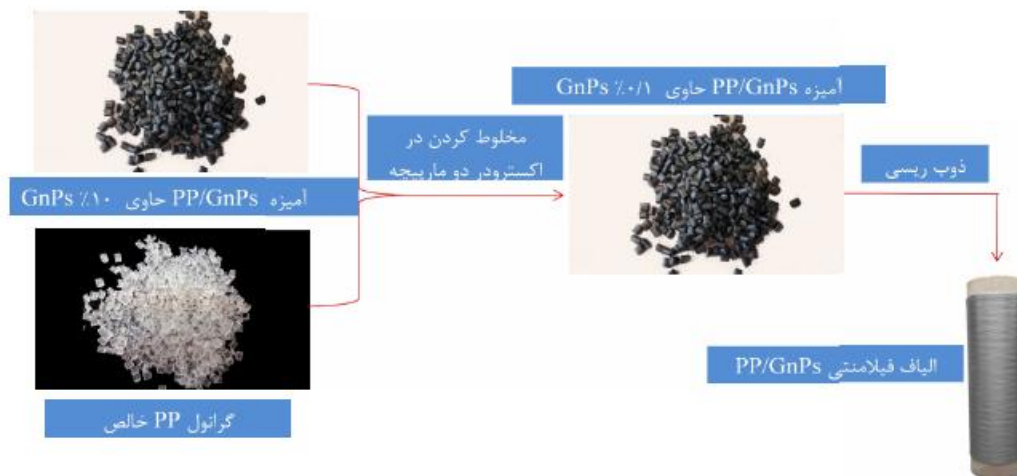 آمیزه PP/GnPs حاوی ۱۰٪ GnPs
گرانول PP خالص
مخلوط کردن در
اکسترودر دو مارپیچه
آمیزه PP/GnPs حاوی ۰/۱٪ GnPs
ذوب ریسی
الیاف فیلامنتی PP/GnPs